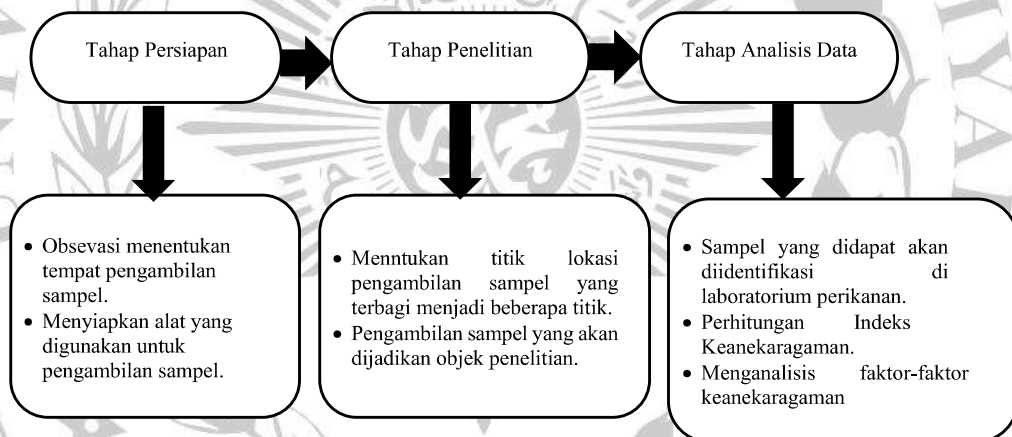 Tahap Persiapan
Tahap Penelitian
Tahap Analisis Data
• Obsevasi menentukan
tempat pengambilan
sampel.
• Menyiapkan alat yang
digunakan untuk
pengambilan sampel.
• Menntukan titik lokasi
pengambilan sampel yang
terbagi menjadi beberapa titik.
• Pengambilan sampel yang akan
dijadikan objek penelitian.
• Sampel yang didapat akan
diidentifikasi di
laboratorium perikanan.
• Perhitungan Indeks
Keanekaragaman.
• Menganalisis faktor-faktor
keanekaragaman